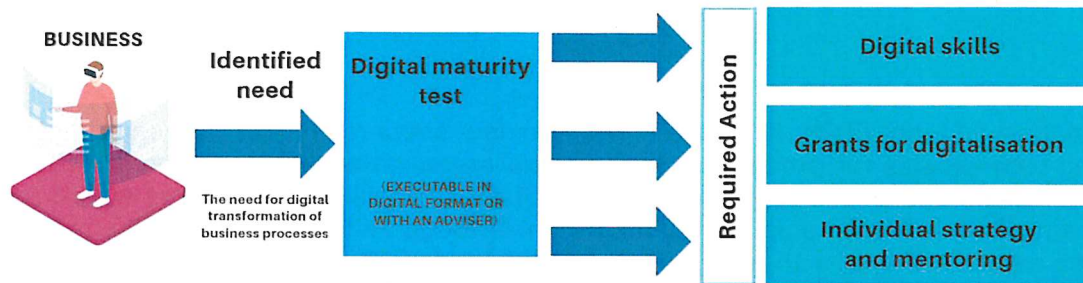 BUSINESS
Identified
need
The need for digital
transformation of
business processes
Digital maturity
test
(EXECUTABLE IN
DIGITAL FORMAT OR
WITH AN ADVISER)
Required Action
Digital skills
Grants for digitalisation
Individual strategy
and mentoring